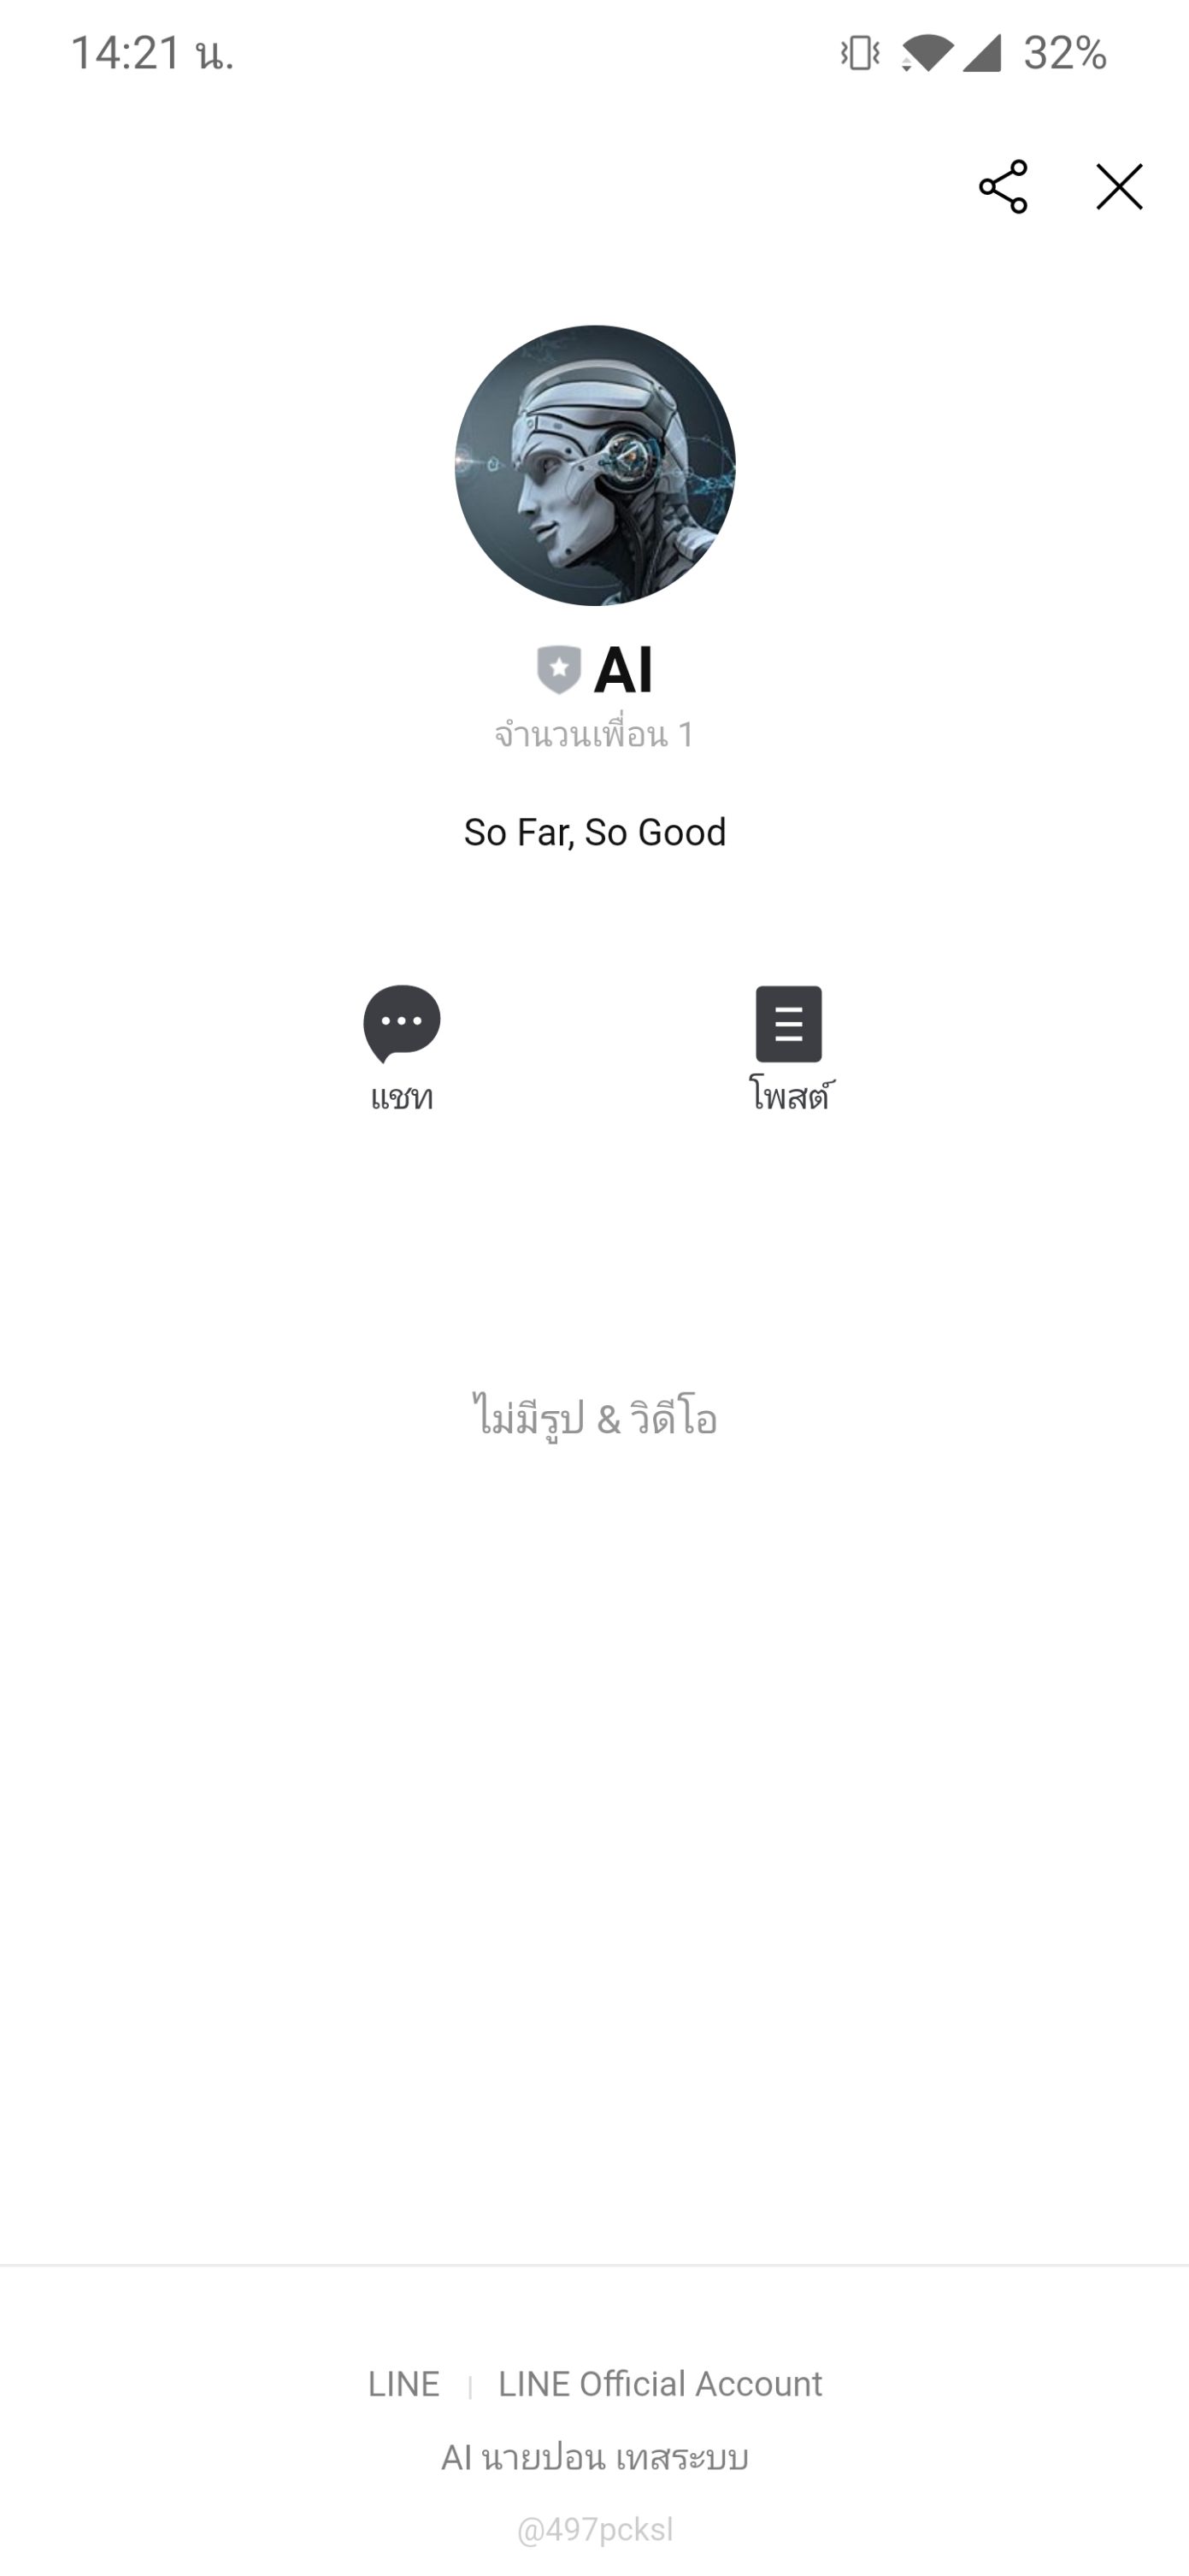 14:21 น.
32%
AI
จำนวนเพื่อน 1
So Far, So Good
แชท
โพสต์
ไม่มีรูป & วิดีโอ
LINE | LINE Official Account
AI นายปอน เทสระบบ
@497pcksl